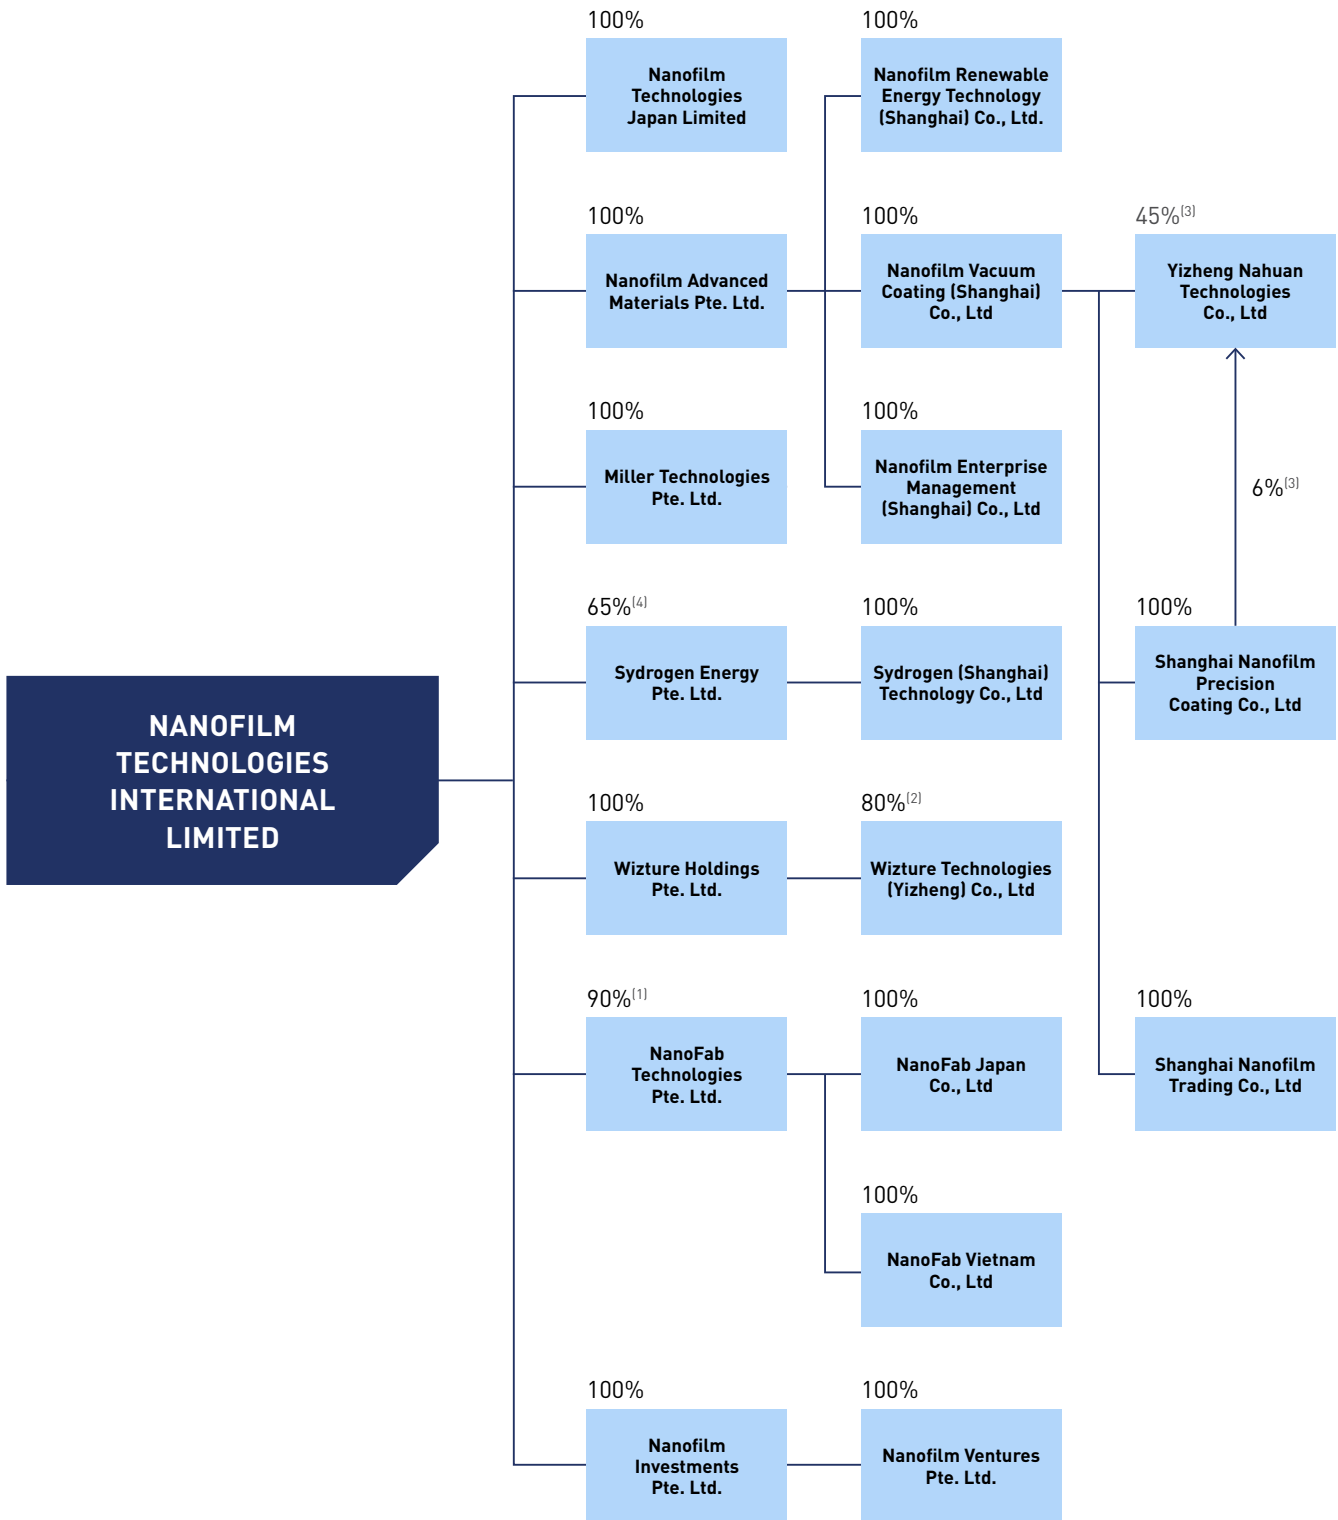 100%
Nanofilm
Technologies
Japan Limited
100%
Nanofilm Renewable
Energy Technology
(Shanghai) Co., Ltd.
100%
Nanofilm Advanced
Materials Pte. Ltd.
100%
Nanofilm Vacuum
Coating (Shanghai)
Co., Ltd
45%(3)
Yizheng Nahuan
Technologies
Co., Ltd
100%
Miller Technologies
Pte. Ltd.
100%
Nanofilm Enterprise
Management
(Shanghai) Co., Ltd
6%(3)
65%(4)
Sydrogen Energy
Pte. Ltd.
100%
Sydrogen (Shanghai)
Technology Co., Ltd
100%
Shanghai Nanofilm
Precision
Coating Co., Ltd
NANOFILM
TECHNOLOGIES
INTERNATIONAL
LIMITED
100%
Wizture Holdings
Pte. Ltd.
80%(2)
Wizture Technologies
(Yizheng) Co., Ltd
90%(1)
NanoFab
Technologies
Pte. Ltd.
100%
NanoFab Japan
Co., Ltd
100%
Shanghai Nanofilm
Trading Co., Ltd
100%
NanoFab Vietnam
Co., Ltd
100%
Nanofilm
Investments
Pte. Ltd.
100%
Nanofilm Ventures
Pte. Ltd.